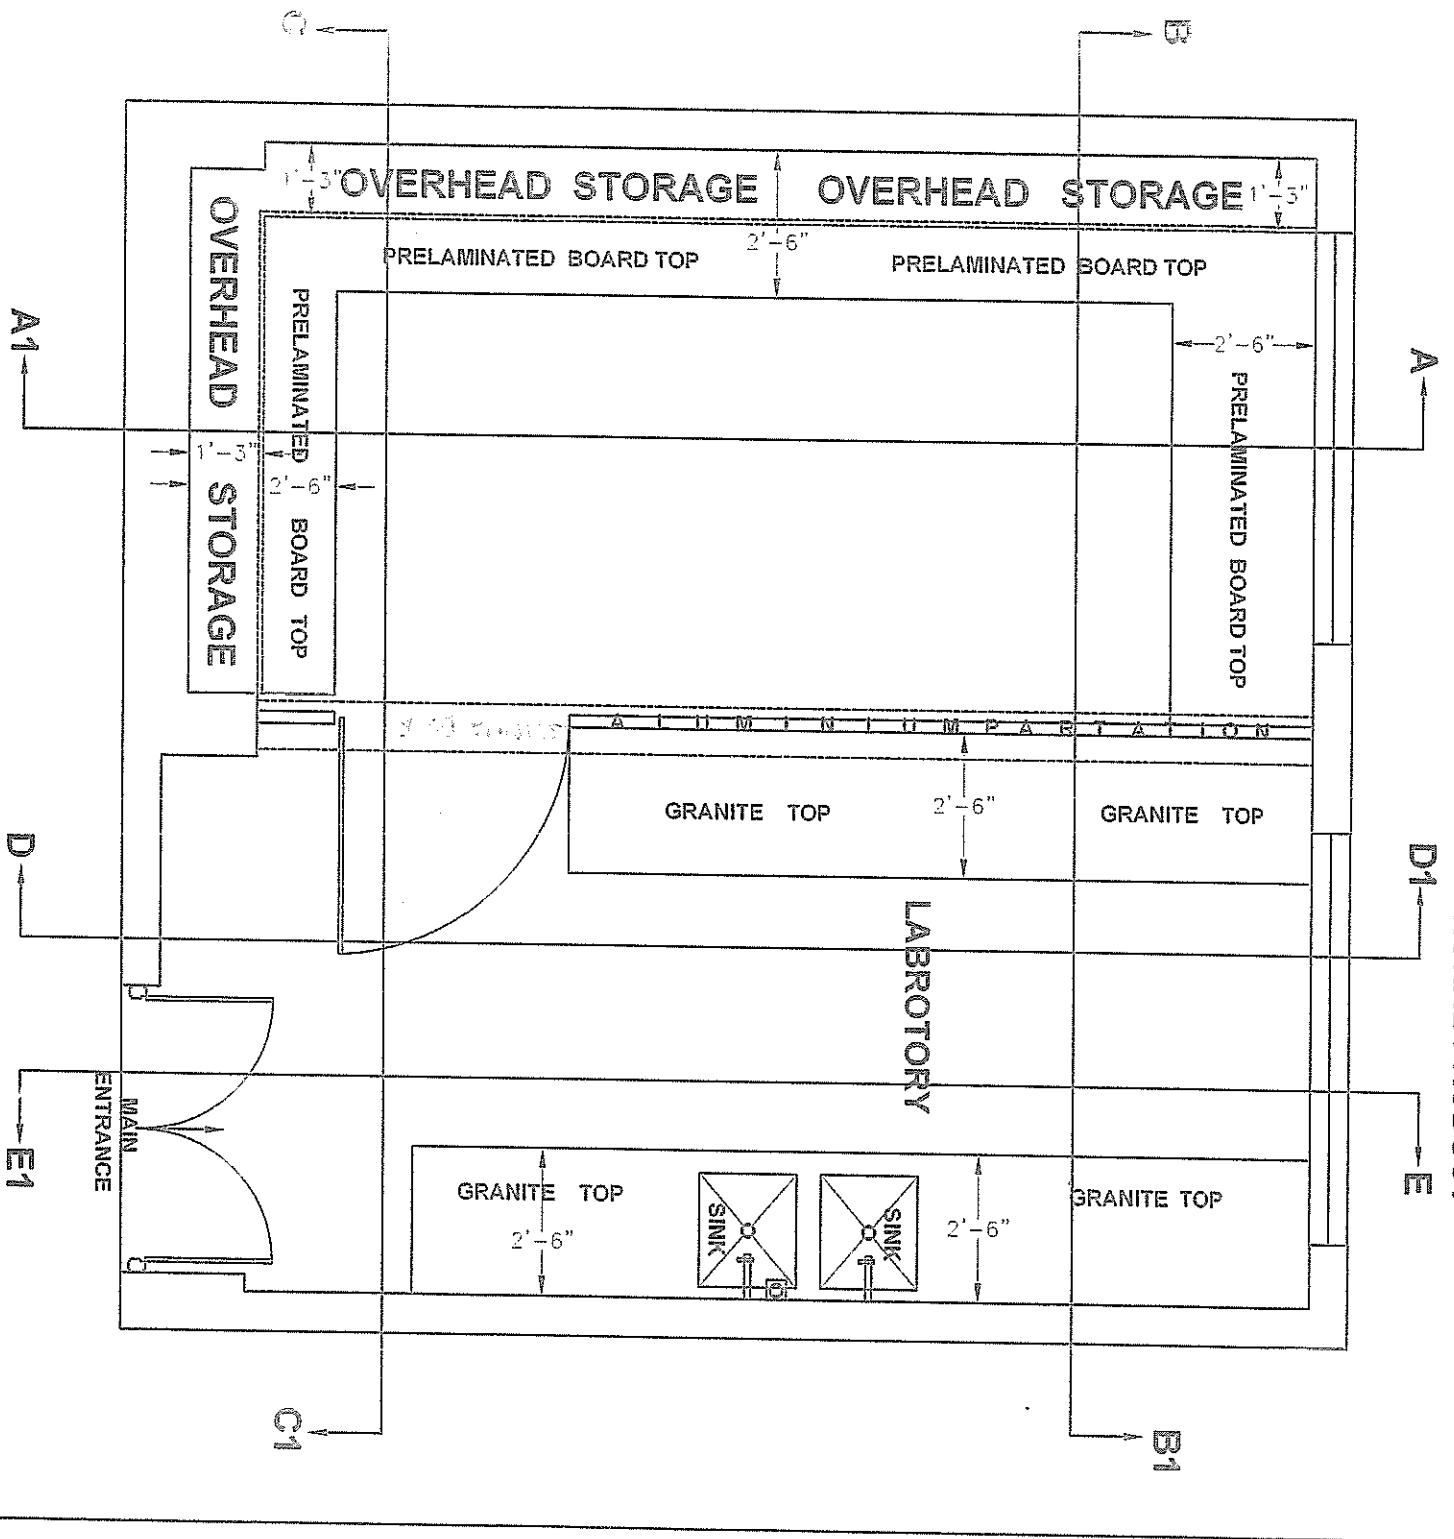 C
B
1'-3"
OVERHEAD STORAGE
OVERHEAD STORAGE
1'-3"
2'-6"
PRELAMINATED BOARD TOP
PRELAMINATED BOARD TOP
OVERHEAD STORAGE
PRELAMINATED BOARD TOP
A1
A
2'-6"
PRELAMINATED BOARD TOP
1'-3"
2'-6"
ALUMINIUM PARTATION
GRANITE TOP
2'-6"
GRANITE TOP
D
D1
LABROTORY
MAIN
ENTRANCE
E1
E
GRANITE TOP
2'-6"
SINK
SINK
2'-6"
GRANITE TOP
C1
B1